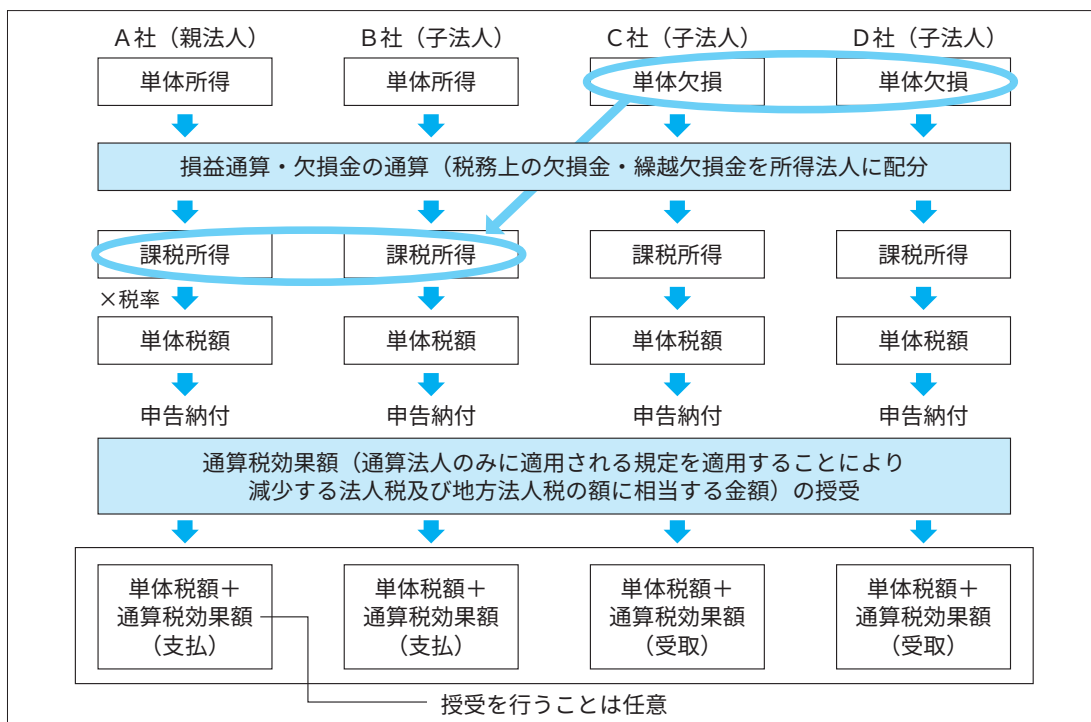 A社（親法人） B社（子法人） C社（子法人） D社（子法人）
単体所得 単体所得 単体欠損 単体欠損
損益通算・欠損金の通算（税務上の欠損金・繰越欠損金を所得法人に配分
課税所得 課税所得 課税所得 課税所得
×税率
単体税額 単体税額 単体税額 単体税額
申告納付 申告納付 申告納付 申告納付
通算税効果額（通算法人のみに適用される規定を適用することにより
減少する法人税及び地方法人税の額に相当する金額）の授受
単体税額＋ 単体税額＋ 単体税額＋ 単体税額＋
通算税効果額 通算税効果額 通算税効果額 通算税効果額
（支払） （支払） （受取） （受取）
授受を行うことは任意